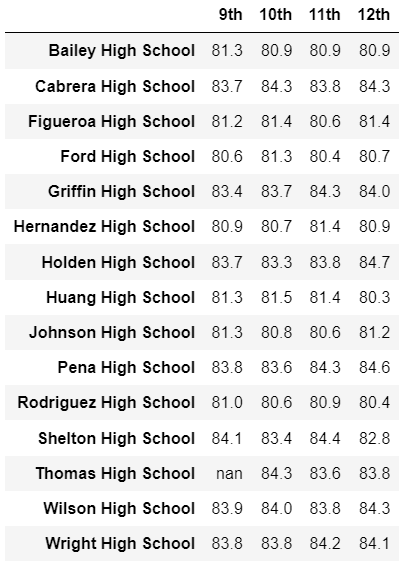 9th 10th 11th 12th
Bailey High School 81.3 80.9 80.9 80.9
Cabrera High School 83.7 84.3 83.8 84.3
Figueroa High School 81.2 81.4 80.6 81.4
Ford High School 80.6 81.3 80.4 80.7
Griffin High School 83.4 83.7 84.3 84.0
Hernandez High School 80.9 80.7 81.4 80.9
Holden High School 83.7 83.3 83.8 84.7
Huang High School 81.3 81.5 81.4 80.3
Johnson High School 81.3 80.8 80.6 81.2
Pena High School 83.8 83.6 84.3 84.6
Rodriguez High School 81.0 80.6 80.9 80.4
Shelton High School 84.1 83.4 84.4 82.8
Thomas High School nan 84.3 83.6 83.8
Wilson High School 83.9 84.0 83.8 84.3
Wright High School 83.8 83.8 84.2 84.1